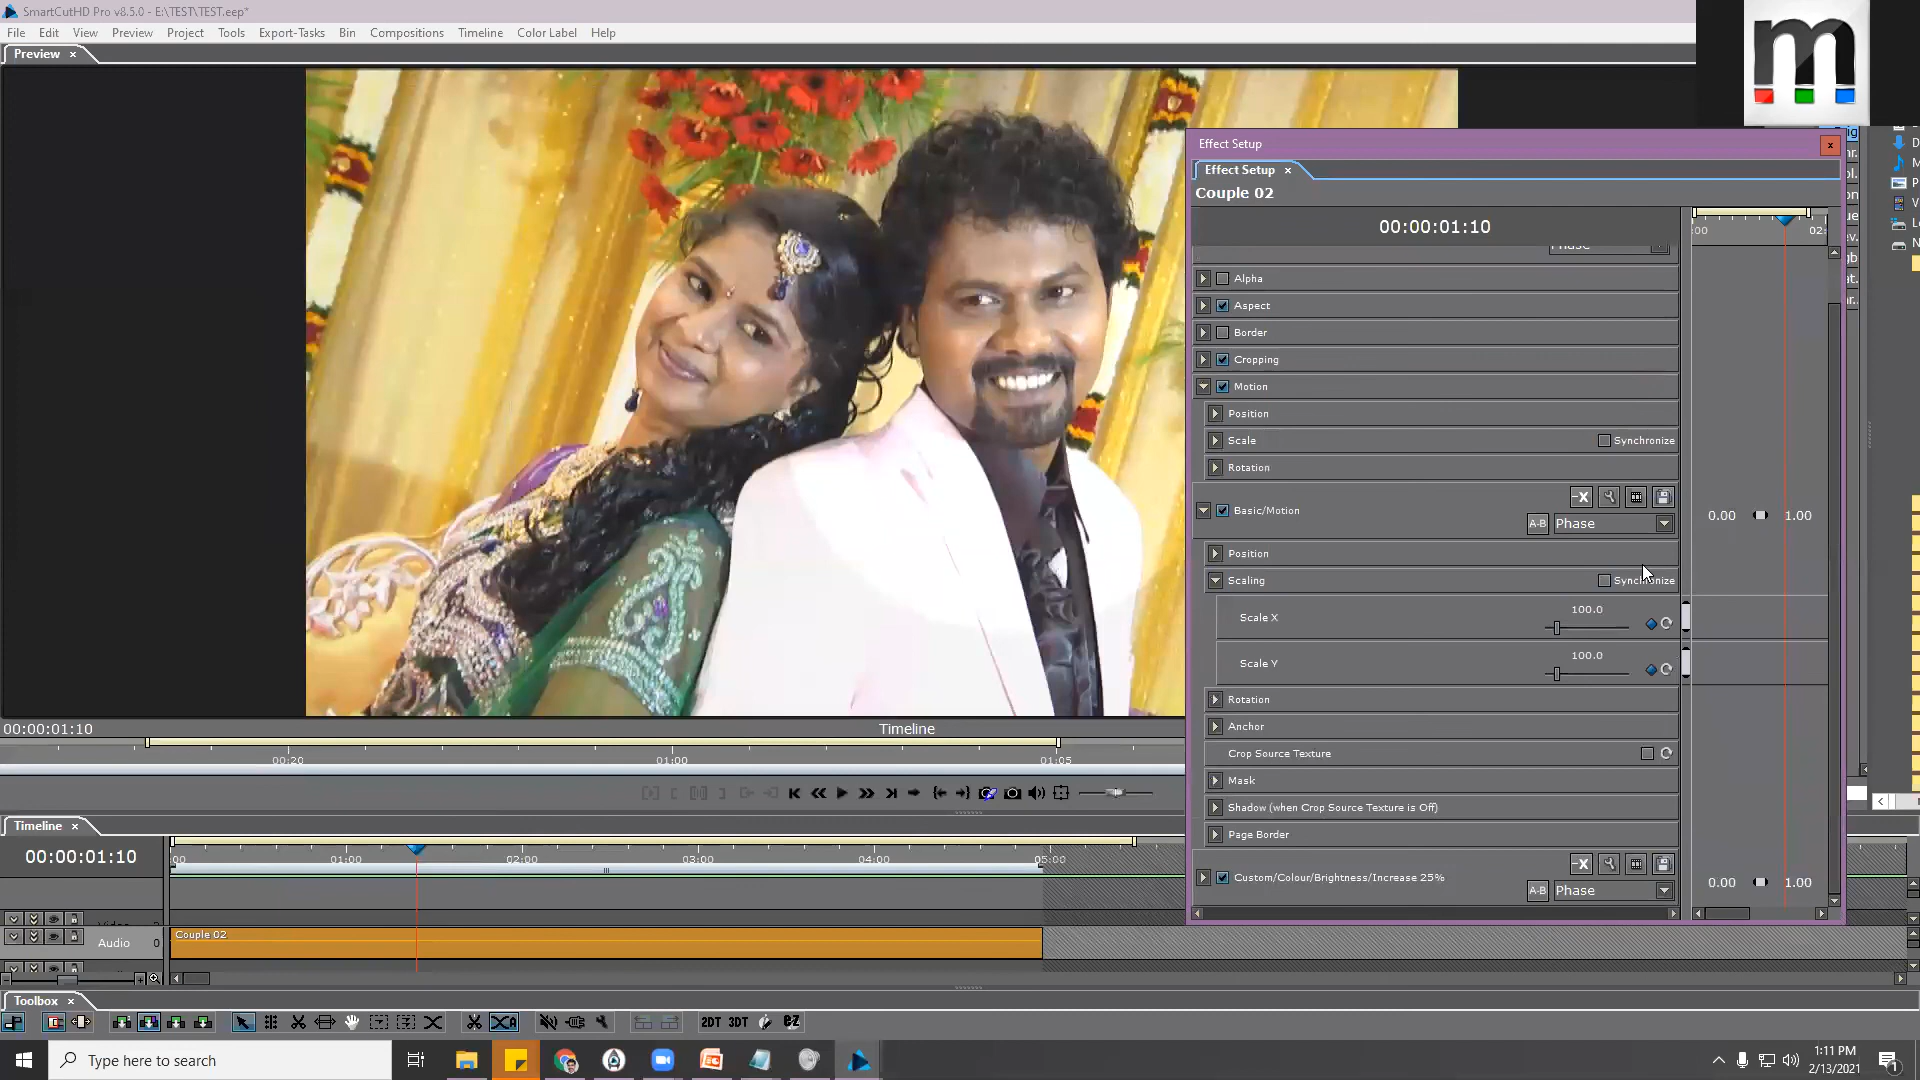 SmartCutHD Pro v8.5.0 - E:\TEST\TEST.eep*
File Edit View Preview Project Tools Export-Tasks Bin Compositions Timeline Color Label Help
Preview ×
m
Effect Setup
Effect Setup ×
Couple 02
00:00:01:10
Phase
Alpha
Aspect
Border
Cropping
Motion
Position
Scale Synchronize
Rotation
Basic/Motion
A-B Phase
0.00 1.00
Position
Scaling Synchronize
Scale X 100.0
Scale Y 100.0
Rotation
Anchor
Crop Source Texture
Mask
Shadow (when Crop Source Texture is Off)
Page Border
Custom/Colour/Brightness/Increase 25%
A-B Phase
0.00 1.00
00:00:01:10 Timeline
00:20 01:00 01:05
Timeline ×
00:00:01:10
:00 01:00 02:00 03:00 04:00 05:00
Audio 0
Couple 02
Toolbox ×
2DT 3DT eZ
Type here to search
1:11 PM
2/13/2021